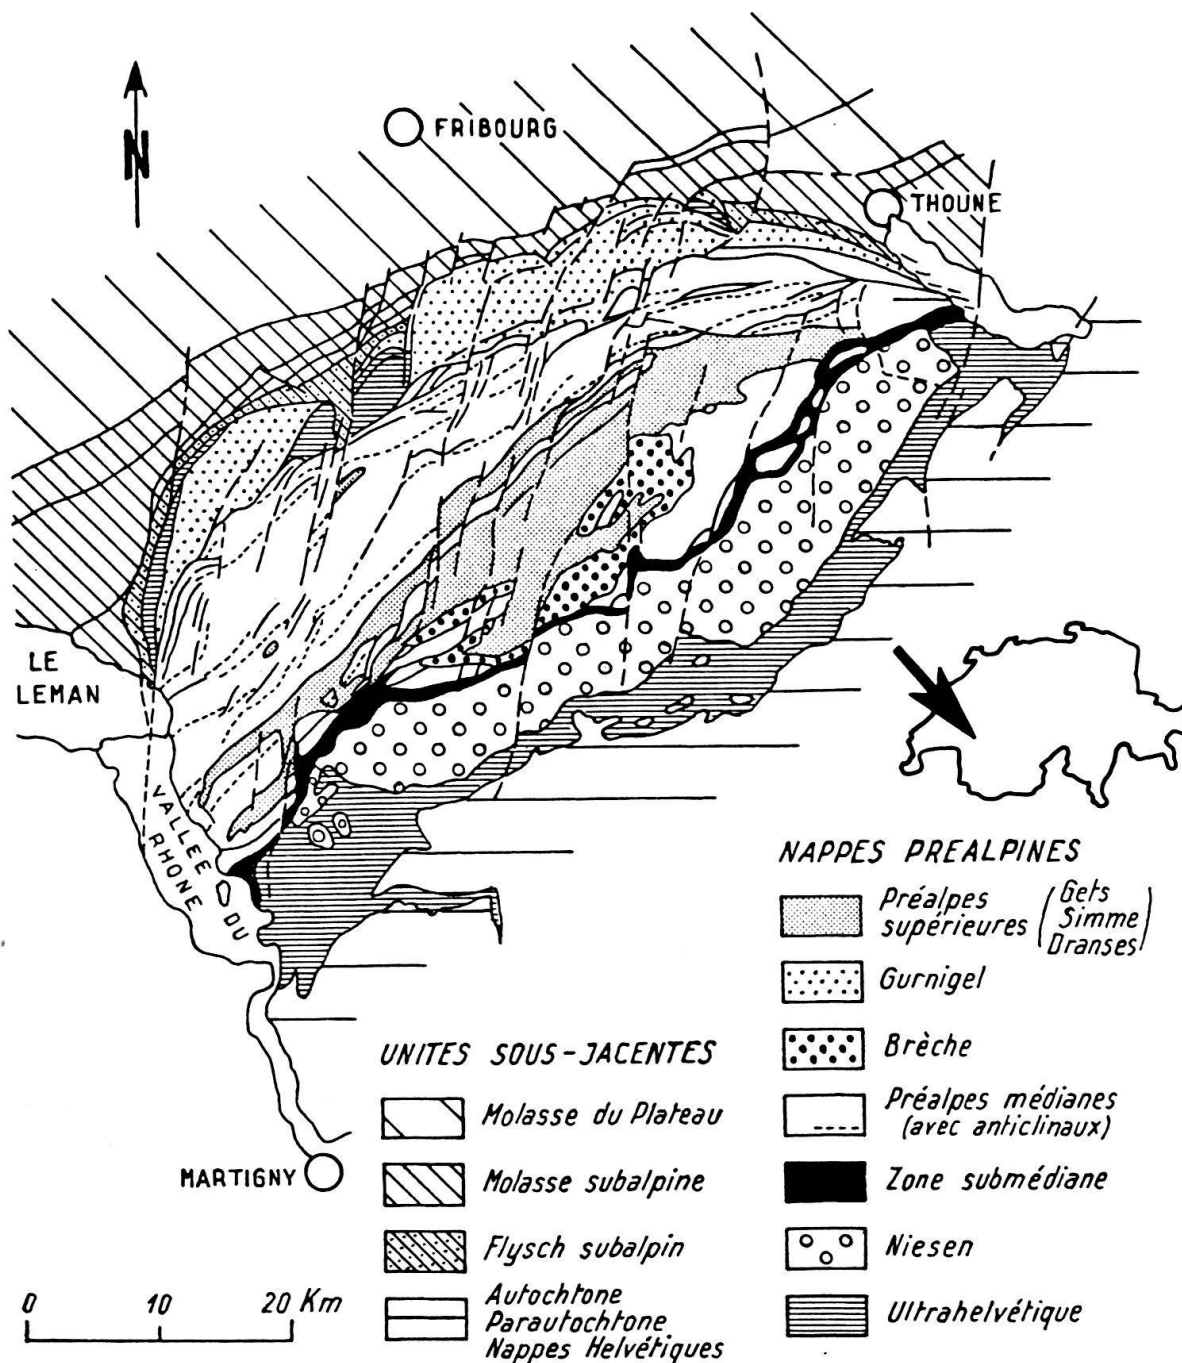 N
FRIBOURG
THOUNE
LE
LEMAN
VALLEE DU
RHONE
MARTIGNY
0 10 20 Km
UNITES SOUS-JACENTES
Molasse du Plateau
Molasse subalpine
Flysch subalpin
Autochtone
Parautochtone
Nappes Helvétiques
NAPPES PREALPINES
Préalpes
supérieures
(Gets
Simme
Dranses)
Gurnigel
Brèche
Préalpes médianes
(avec anticlinaux)
Zone submédiane
Niesen
Ultrahelvétique